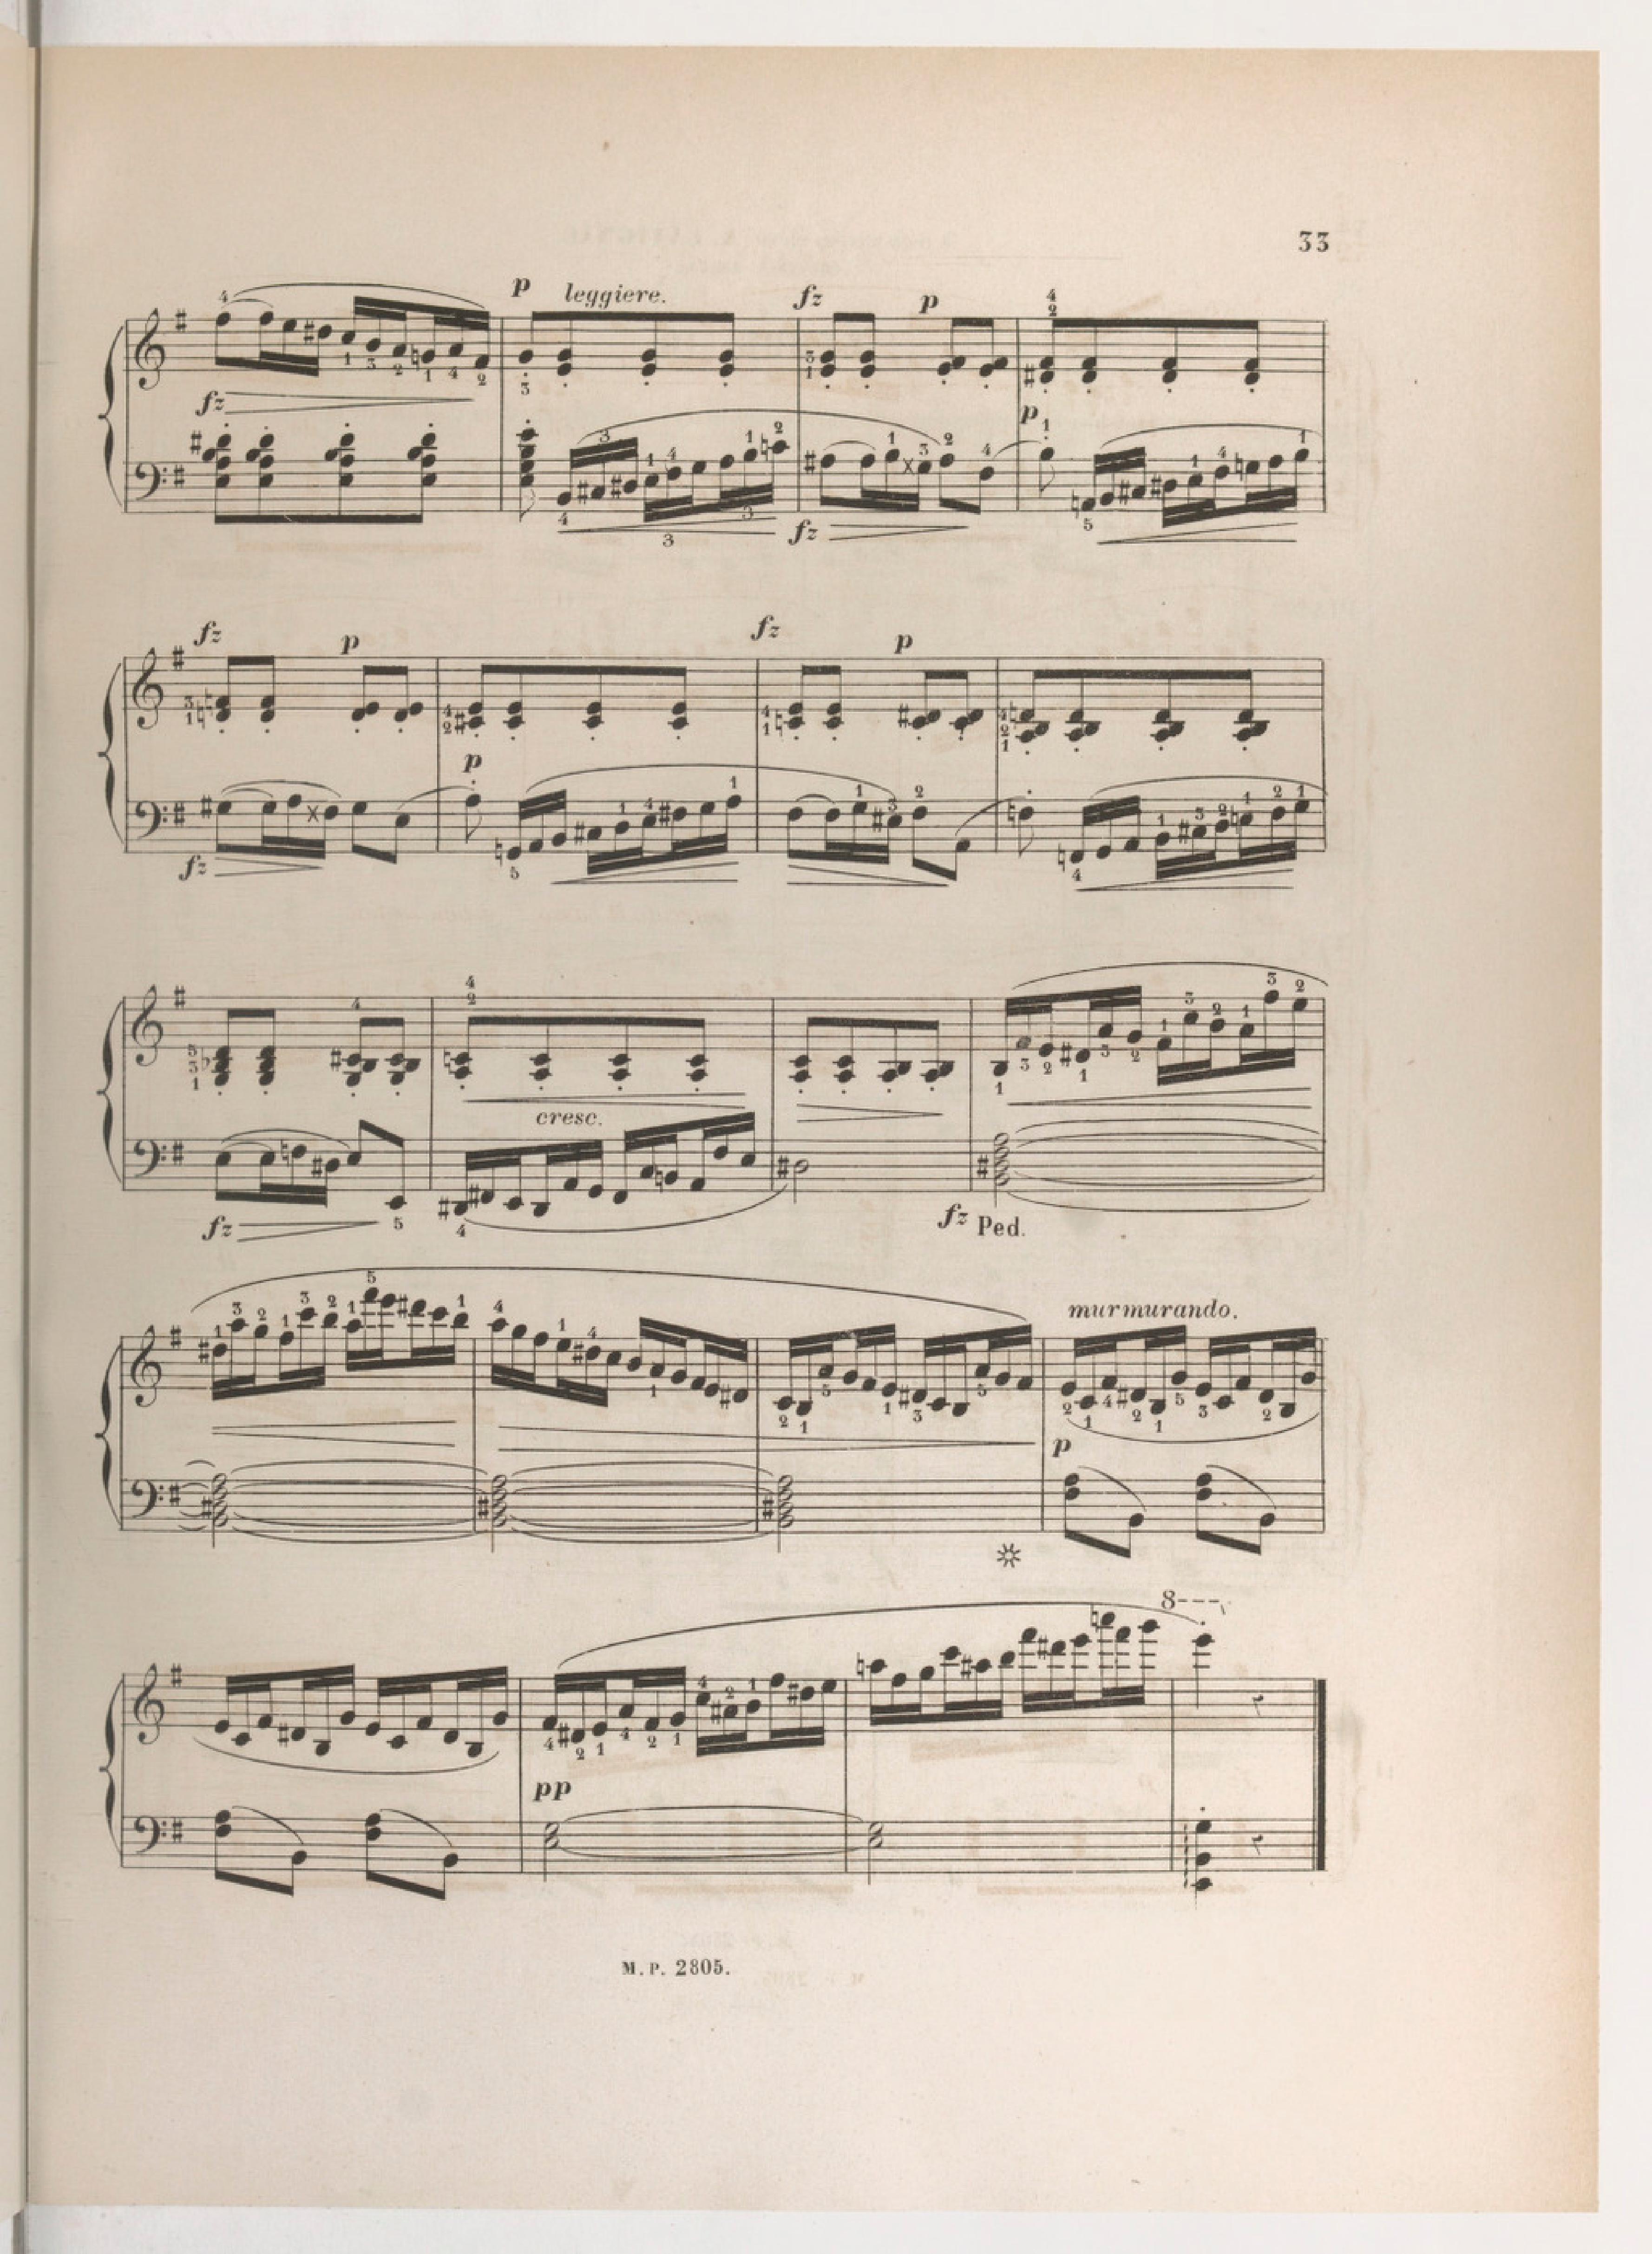 33
p leggiere. fz p
fz p
fz
fz p fz p
p
fz
cresc.
fz fz Ped.
murmurando.
p
8
pp
M. P. 2805.